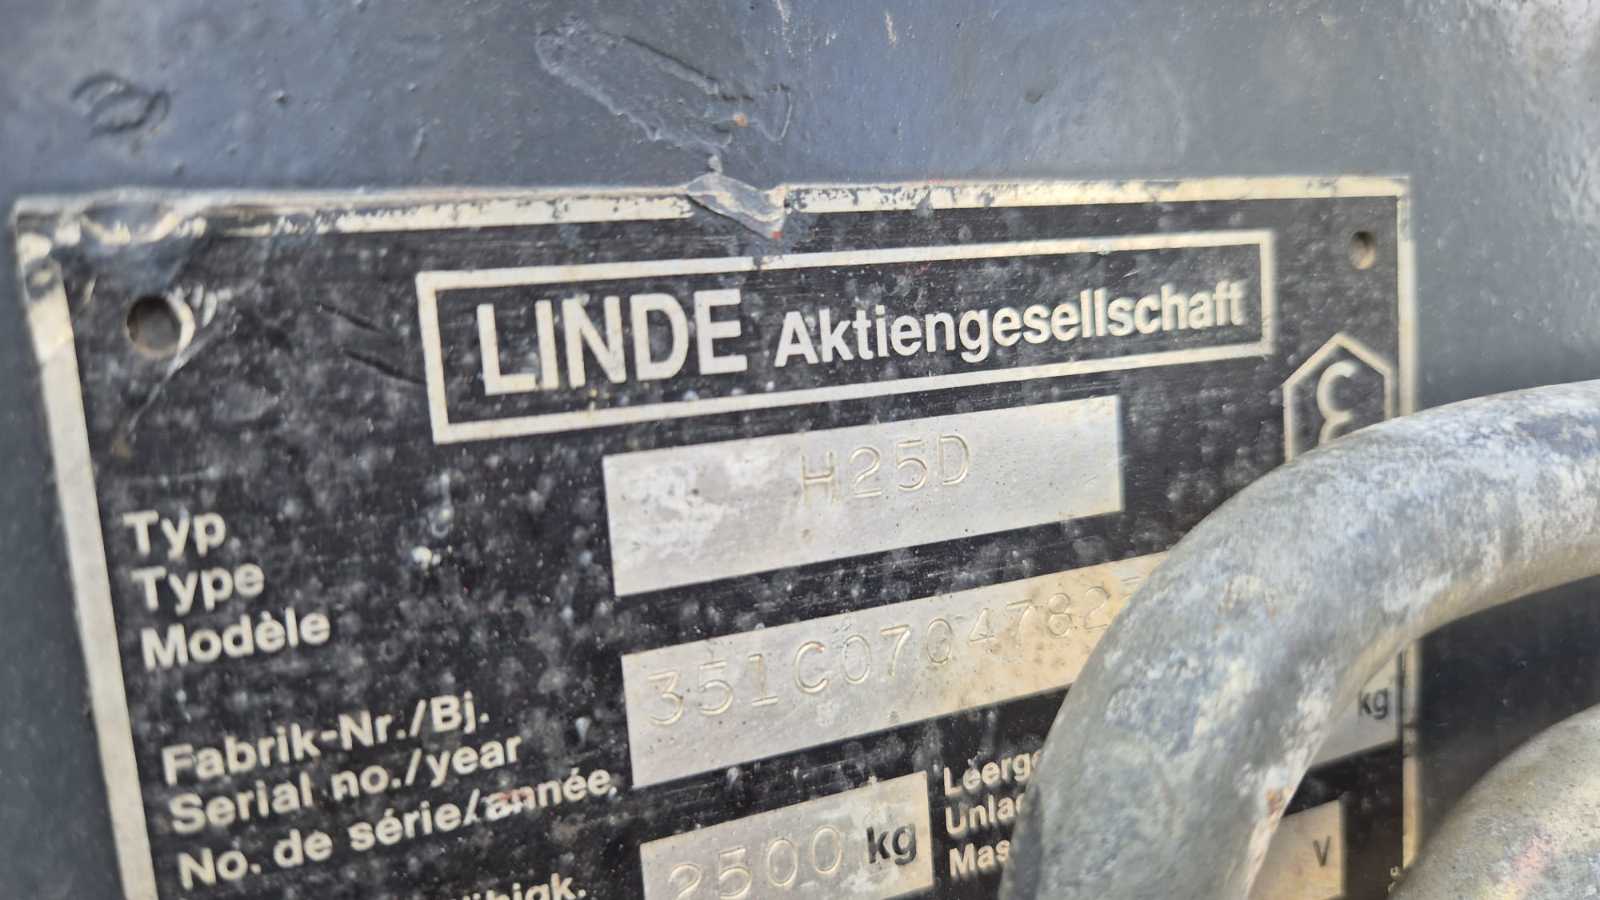 LINDE Aktiengesellschaft
H25D
Typ
Type
Modèle
351C0704782
Fabrik-Nr./Bj.
Serial no./year
No. de série/année
2500 kg
kg
V